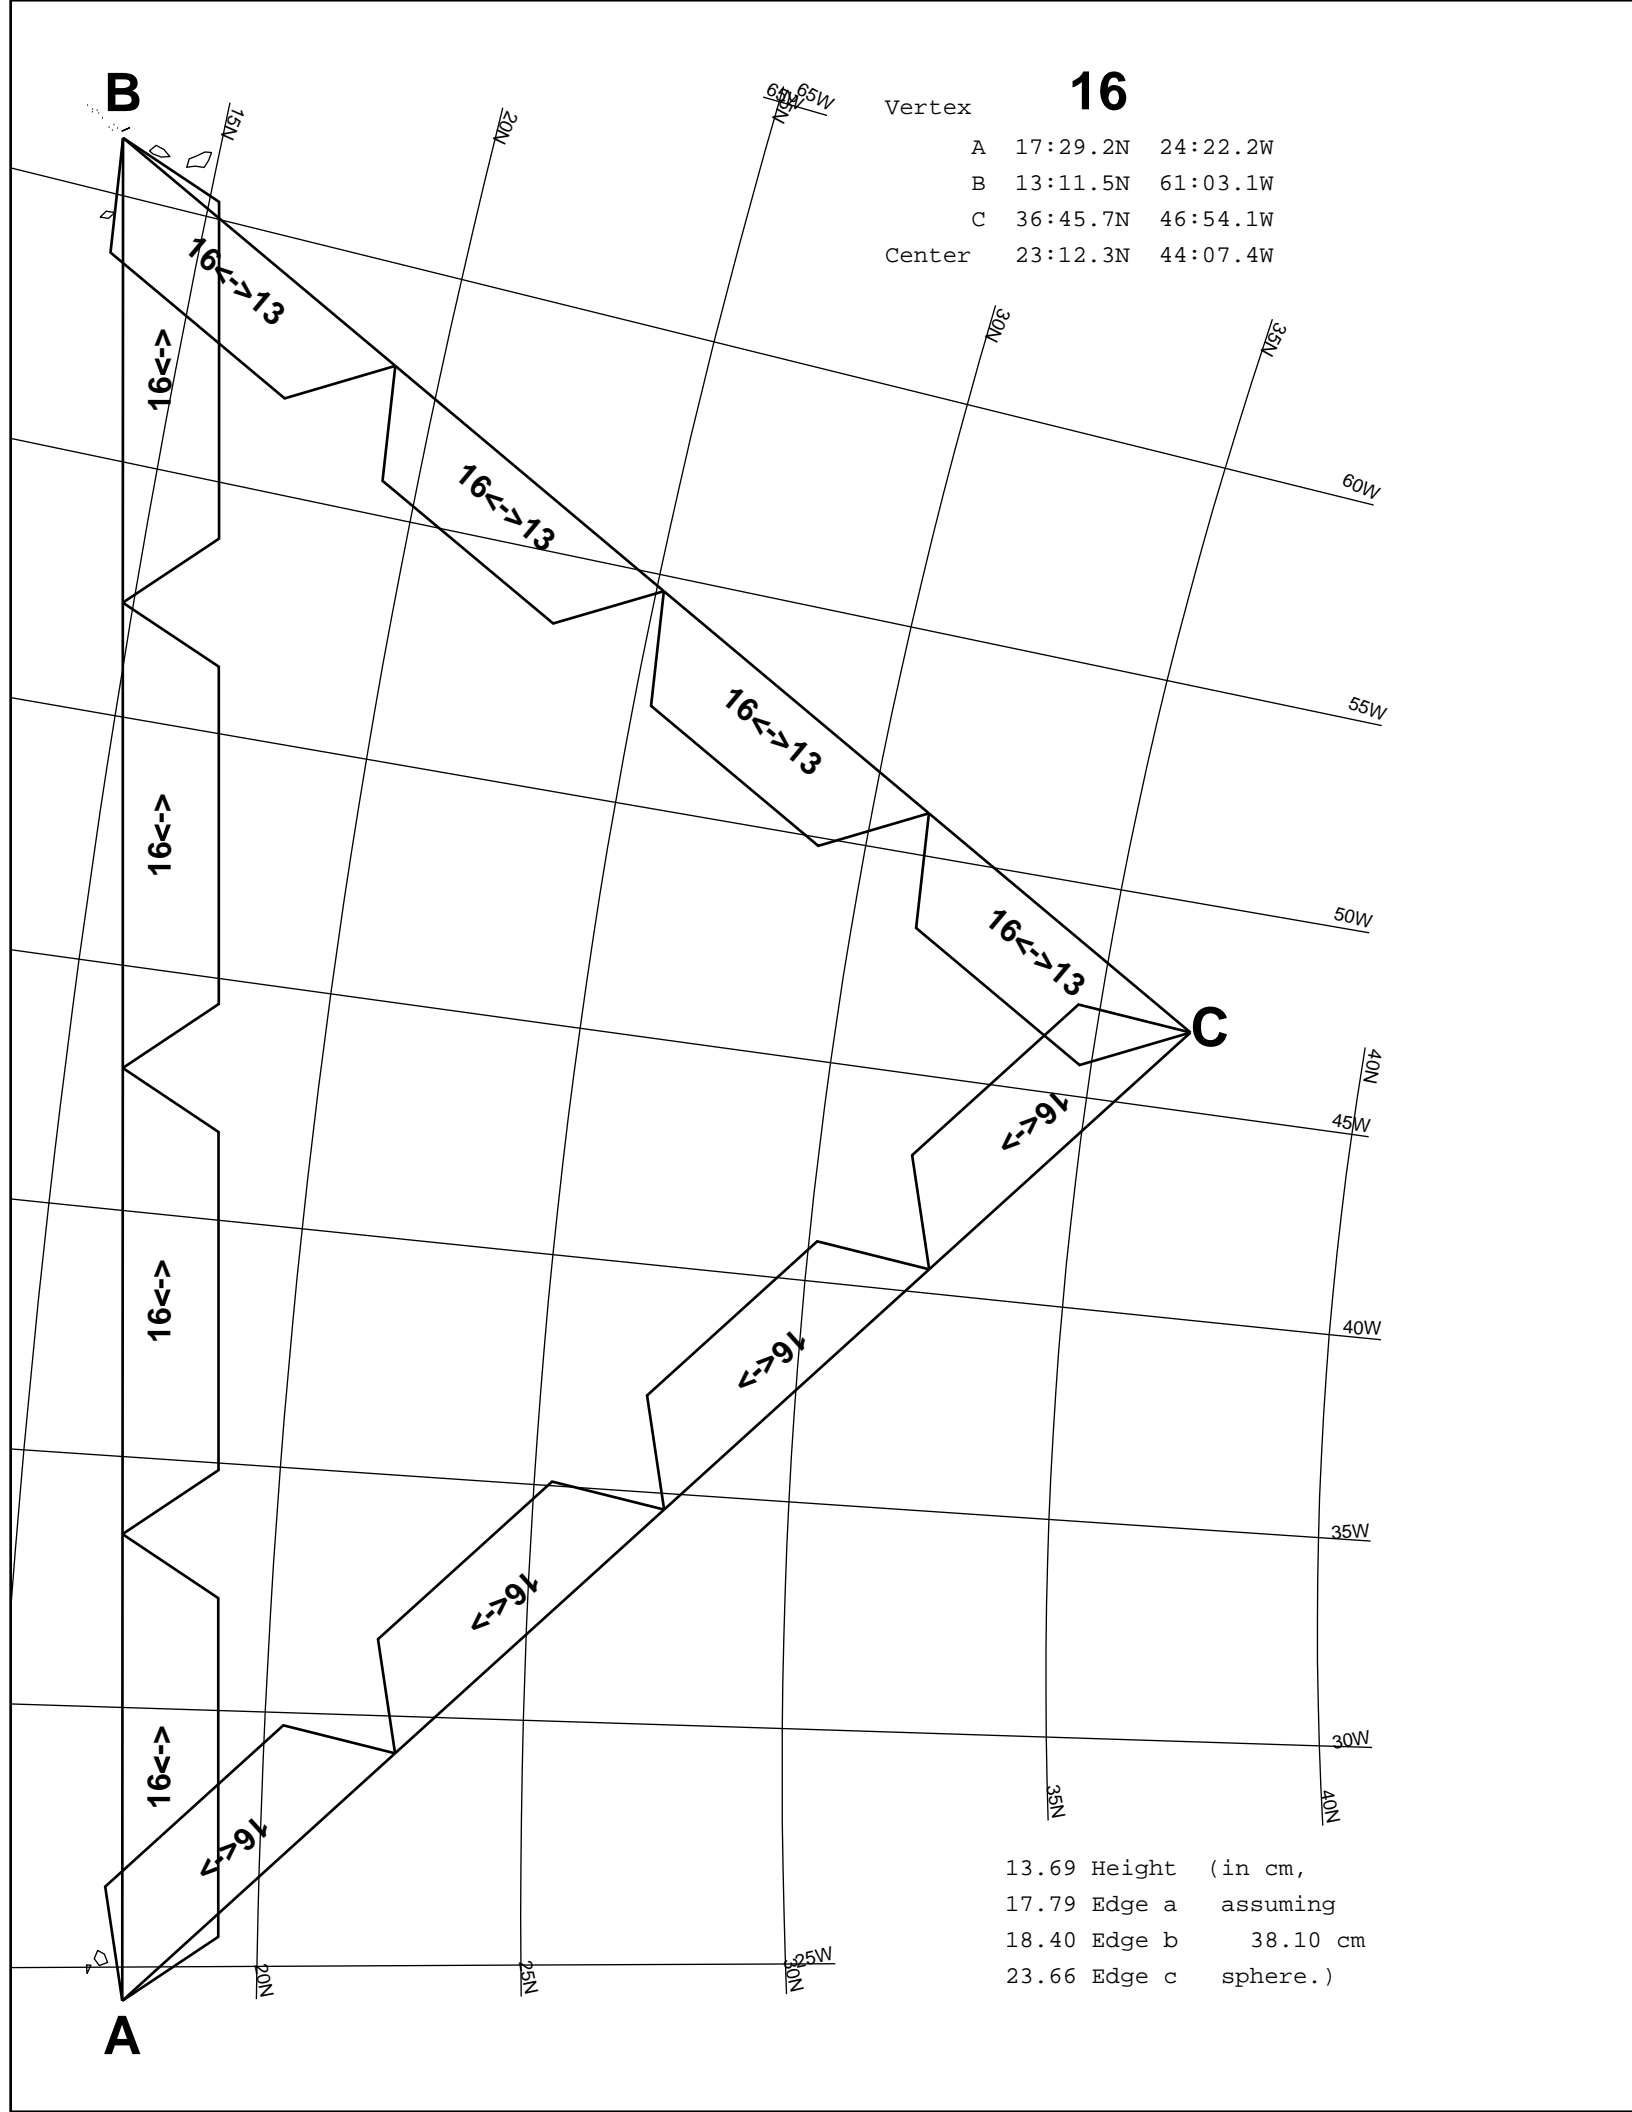 B
16
Vertex
A 17:29.2N 24:22.2W
B 13:11.5N 61:03.1W
C 36:45.7N 46:54.1W
Center 23:12.3N 44:07.4W
15N
20N
65W
65W
30N
35N
16<->13
16<->
60W
16<->13
55W
16<->13
16<->
50W
16<->13
C
40N
16<->
45W
16<->
40W
16<->
35W
16<->
30W
16<->
35N
40N
16<->
13.69 Height (in cm,
17.79 Edge a assuming
18.40 Edge b 38.10 cm
23.66 Edge c sphere.)
20N
25N
30N
25W
A